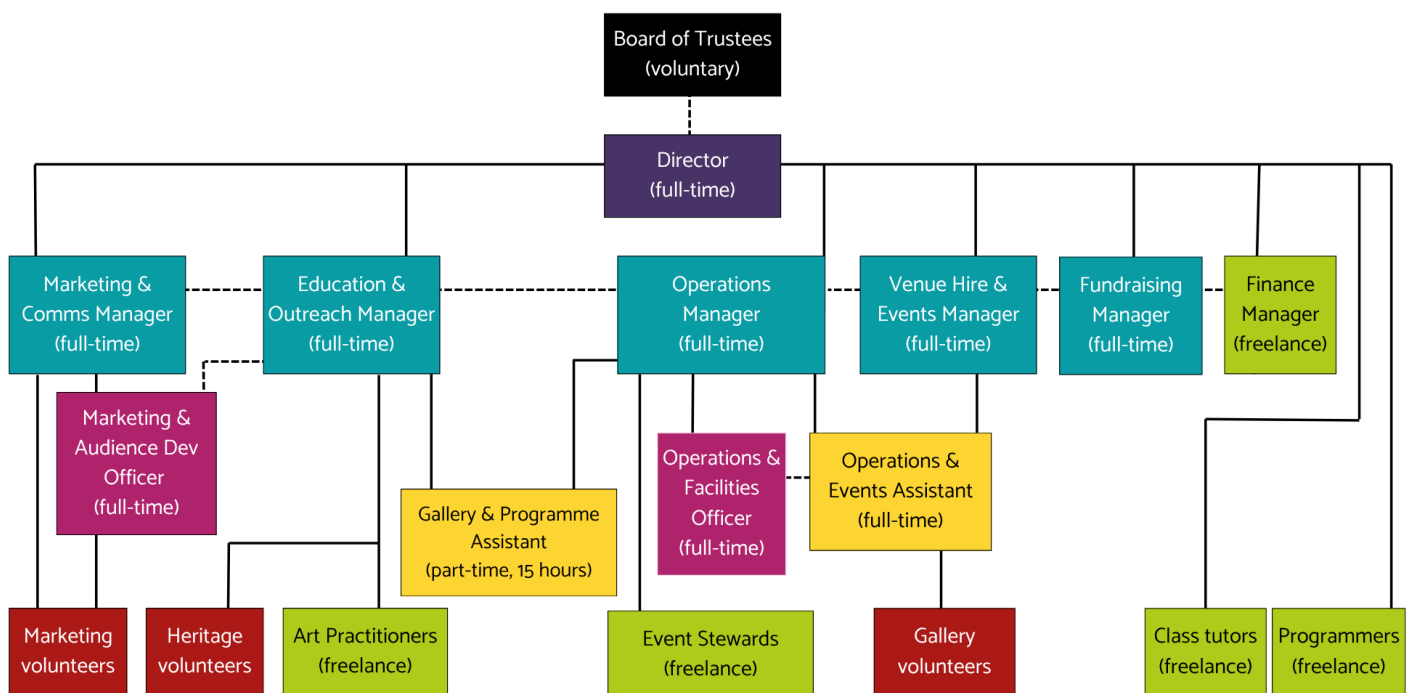 Board of Trustees
(voluntary)
Director
(full-time)
Marketing &
Comms Manager
(full-time)
Education &
Outreach Manager
(full-time)
Operations
Manager
(full-time)
Venue Hire &
Events Manager
(full-time)
Fundraising
Manager
(full-time)
Finance
Manager
(freelance)
Marketing &
Audience Dev
Officer
(full-time)
Gallery & Programme
Assistant
(part-time, 15 hours)
Operations &
Facilities
Officer
(full-time)
Operations &
Events Assistant
(full-time)
Marketing
volunteers
Heritage
volunteers
Art Practitioners
(freelance)
Event Stewards
(freelance)
Gallery
volunteers
Class tutors
(freelance)
Programmers
(freelance)